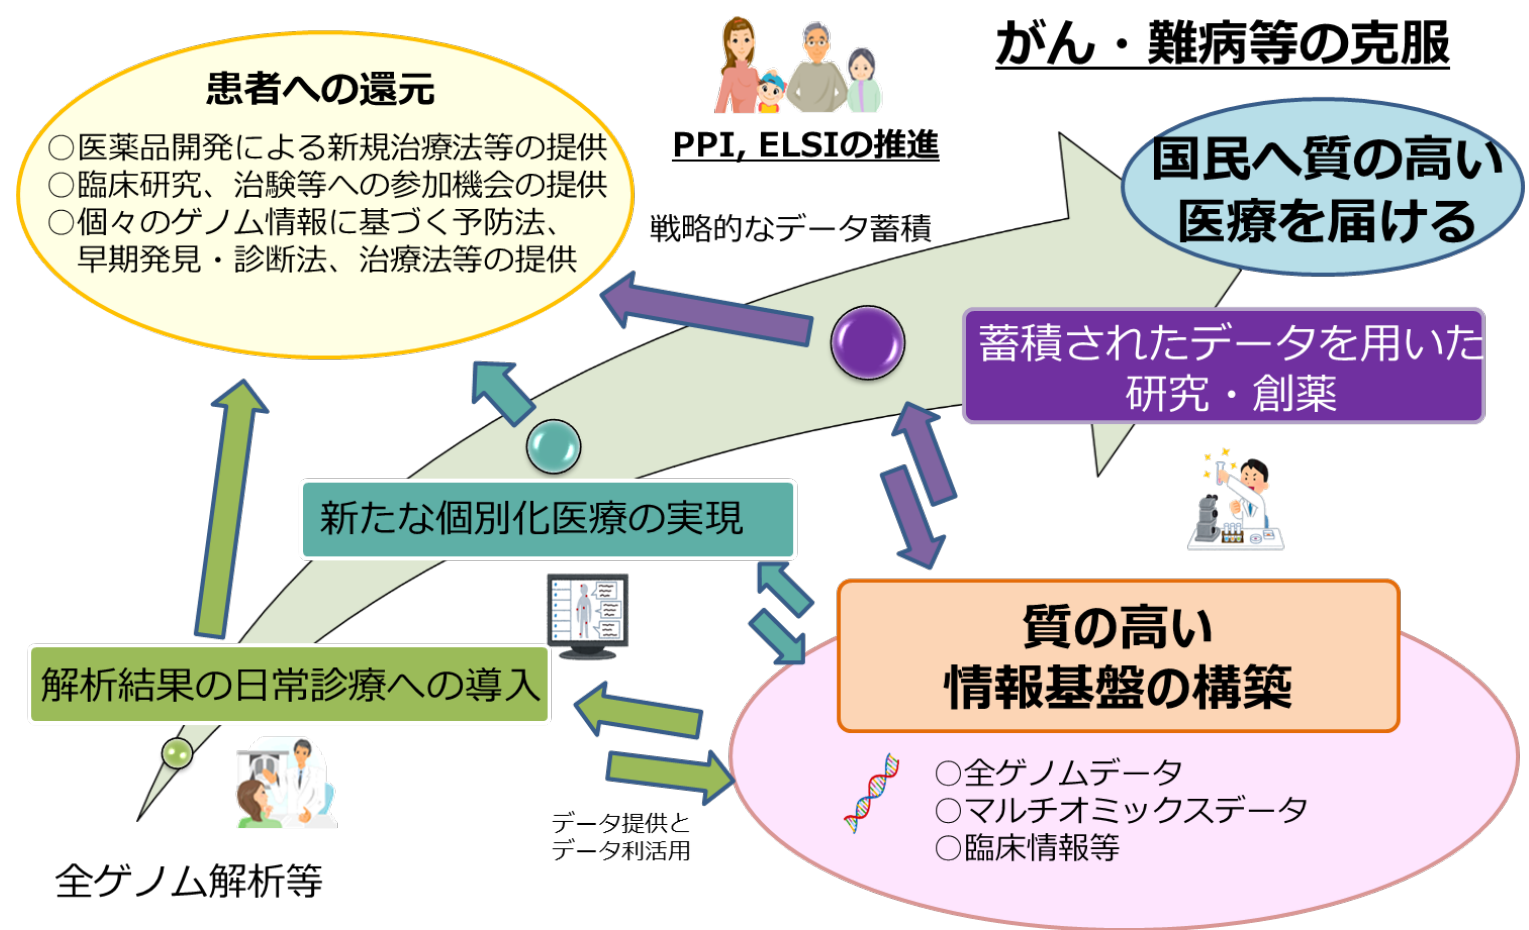 がん・難病等の克服
患者への還元
○医薬品開発による新規治療法等の提供
○臨床研究、治験等への参加機会の提供
○個々のゲノム情報に基づく予防法、
早期発見・診断法、治療法等の提供
PPI, ELSIの推進
国民へ質の高い
医療を届ける
戦略的なデータ蓄積
蓄積されたデータを用いた
研究・創薬
新たな個別化医療の実現
解析結果の日常診療への導入
質の高い
情報基盤の構築
○全ゲノムデータ
○マルチオミックスデータ
○臨床情報等
データ提供と
データ利活用
全ゲノム解析等